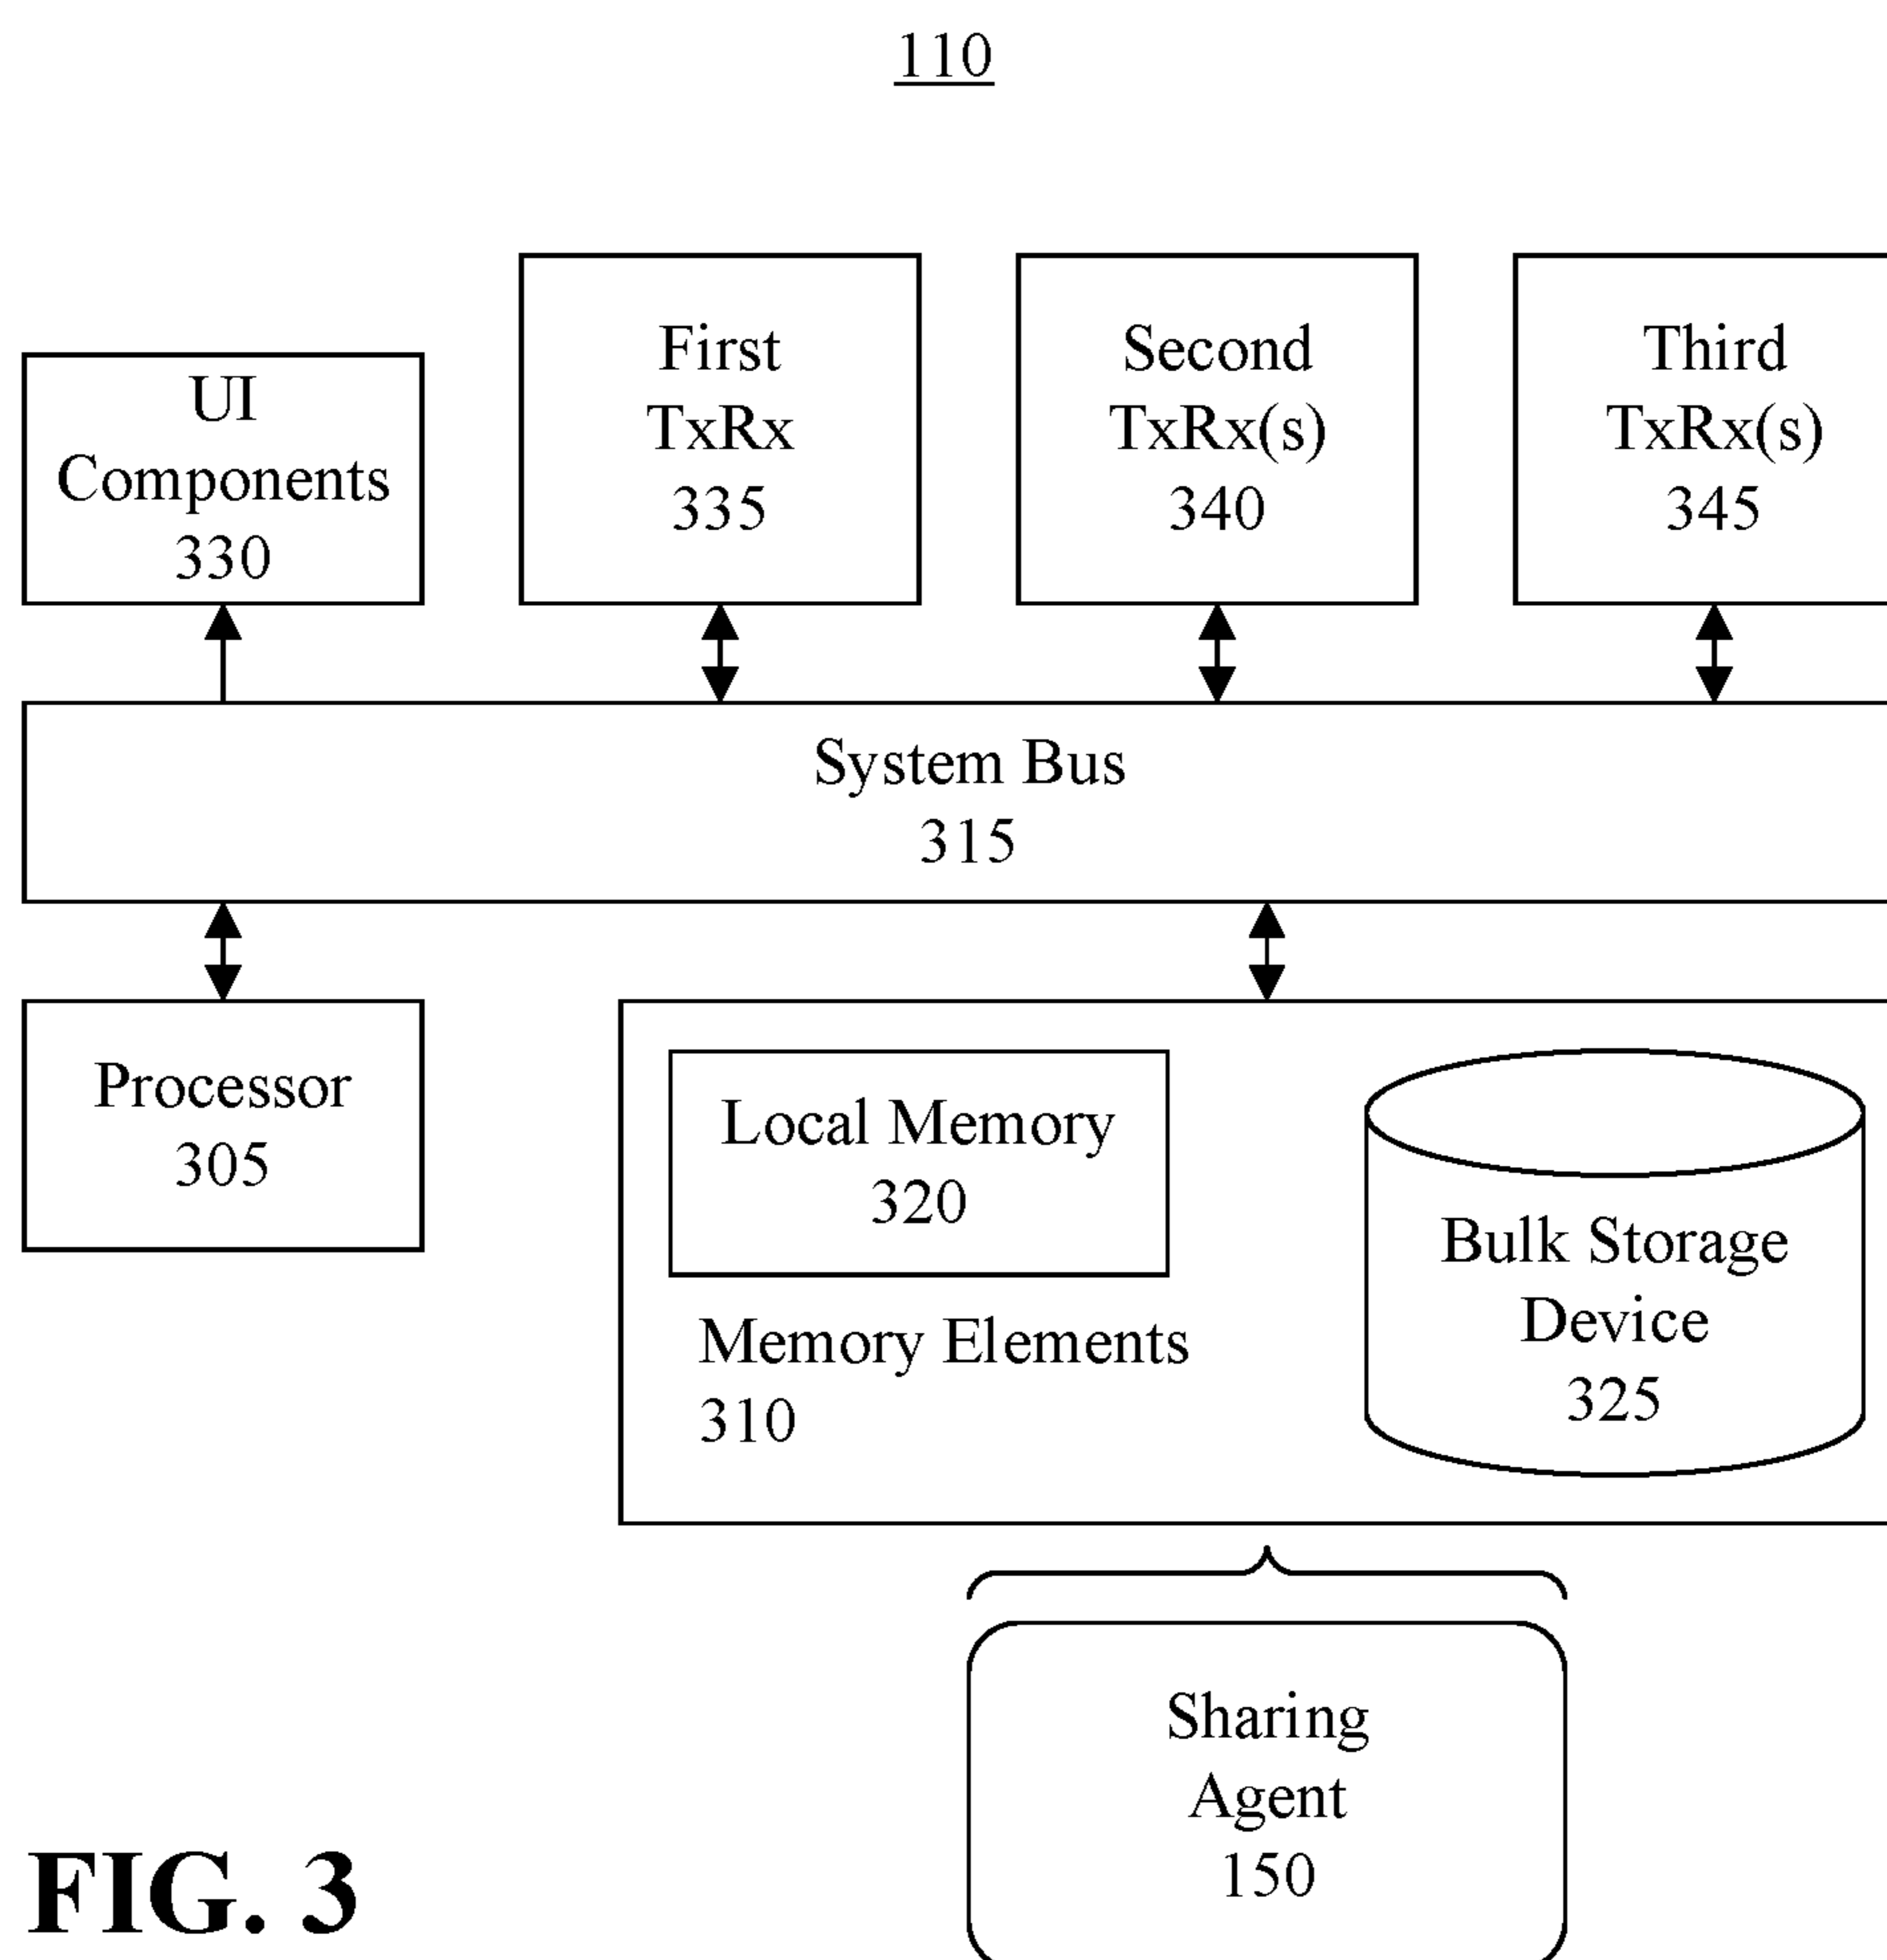 110
UI
Components
330
First
TxRx
335
Second
TxRx(s)
340
Third
TxRx(s)
345
System Bus
315
Processor
305
Local Memory
320
Memory Elements
310
Bulk Storage
Device
325
Sharing
Agent
150
FIG. 3